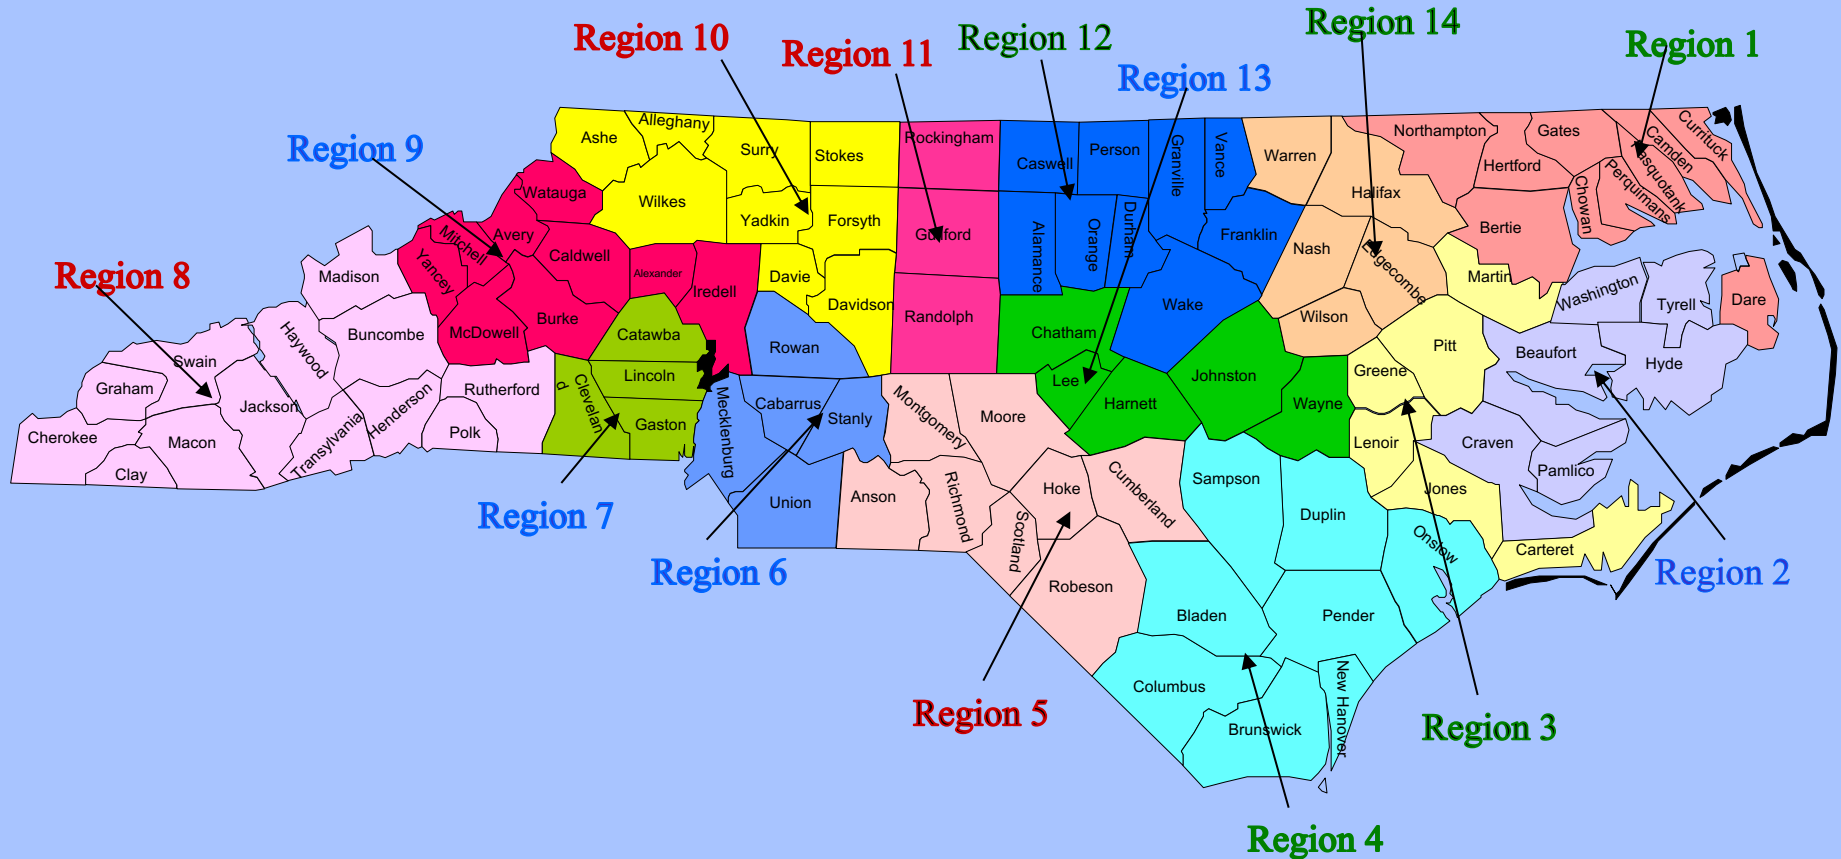 Region 14
Region 10
Region 12
Region 1
Region 11
Region 13
Region 9
Region 8
Region 7
Region 6
Region 2
Region 5
Region 3
Region 4
Ashe
Alleghany
Surry
Stokes
Rockingham
Caswell
Person
Granville
Vance
Warren
Northampton
Gates
Currituck
Camden
Pasquotank
Perquimans
Chowan
Hertford
Halifax
Bertie
Watauga
Wilkes
Yadkin
Forsyth
Guilford
Alamance
Orange
Durham
Franklin
Nash
Edgecombe
Martin
Washington
Tyrell
Dare
Mitchell
Avery
Yancey
Caldwell
Alexander
Iredell
Davie
Davidson
Randolph
Chatham
Wake
Wilson
Pitt
Beaufort
Hyde
Madison
Buncombe
McDowell
Burke
Catawba
Rowan
Haywood
Swain
Graham
Jackson
Cherokee
Macon
Clay
Transylvania
Henderson
Rutherford
Polk
Clevelan
d
Lincoln
Gaston
Mecklenburg
Cabarrus
Stanly
Union
Montgomery
Moore
Lee
Harnett
Johnston
Wayne
Greene
Lenoir
Craven
Pamlico
Jones
Carteret
Anson
Richmond
Scotland
Hoke
Cumberland
Robeson
Sampson
Duplin
Onslow
Bladen
Pender
Columbus
Brunswick
New Hanover